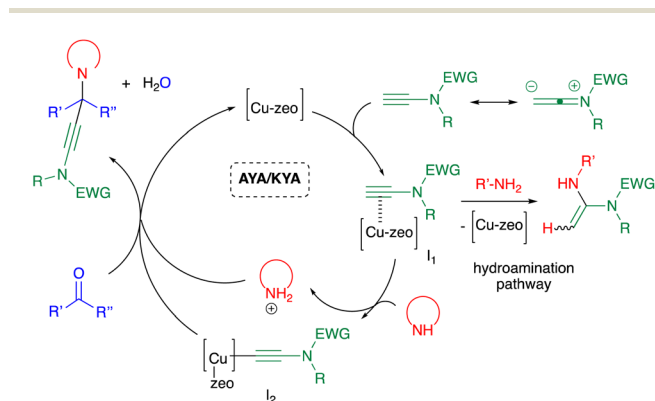 N
+ H₂O
R' R"
R-N
EWG
[Cu-zeo]
EWG
N
R
⊖ ⊕ EWG
N
R
AYA/KYA
EWG
N
R
[Cu-zeo]
I₁
R'-NH₂
- [Cu-zeo]
hydroamination
pathway
R'
HN EWG
N
H R
O
R' R"
NH₂
⊕
NH
[Cu]
zeo
EWG
N
R
I₂